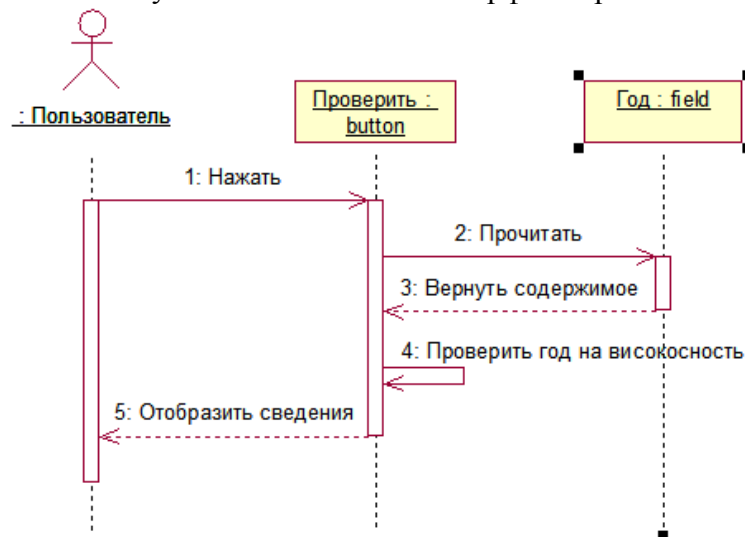 : Пользователь
Проверить :
button
Год : field
1: Нажать
2: Прочитать
3: Вернуть содержимое
4: Проверить год на високосность
5: Отобразить сведения